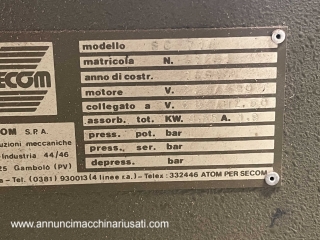 SECOM
modello
matricola N.
anno di costr.
motore V.
collegato a V.
assorb. tot. KW. A.
press. pot. bar
press. ser. bar
depress. bar
COM S.P.A.
uzioni meccaniche
Industria 44/46
25 Gambolò (PV)
a - Tel. (0381) 930013 (4 linee r.a.) - Telex: 332446 ATOM PER SECOM
www.annuncimacchinariusati.com